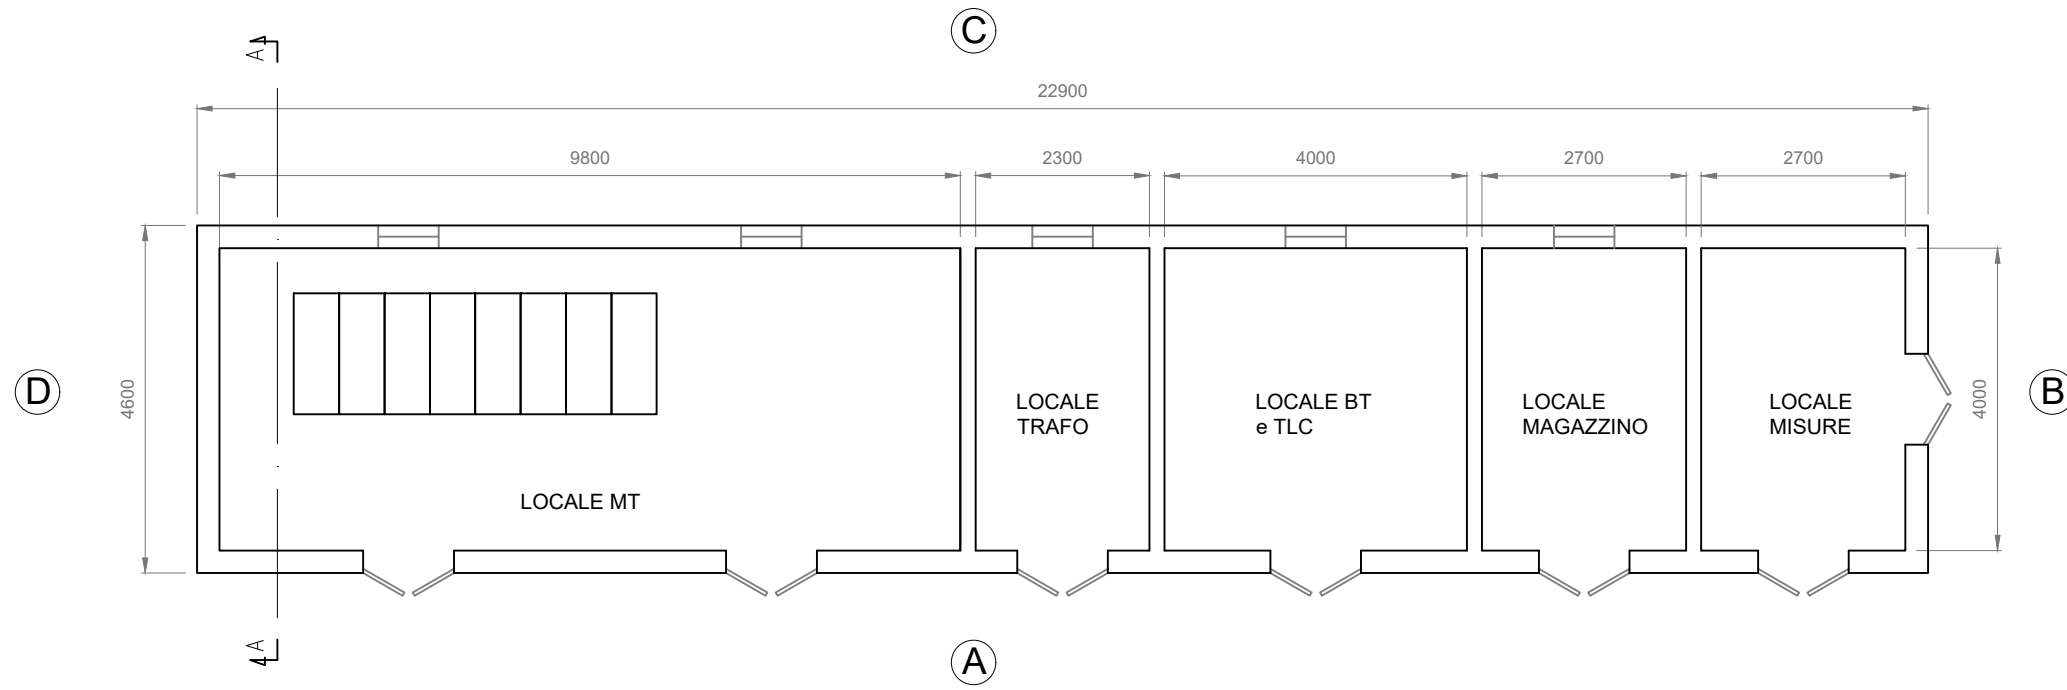 C
A
22900
9800
2300
4000
2700
2700
4600
D
LOCALE
TRAFO
LOCALE BT
e TLC
LOCALE
MAGAZZINO
LOCALE
MISURE
4000
B
LOCALE MT
A
A